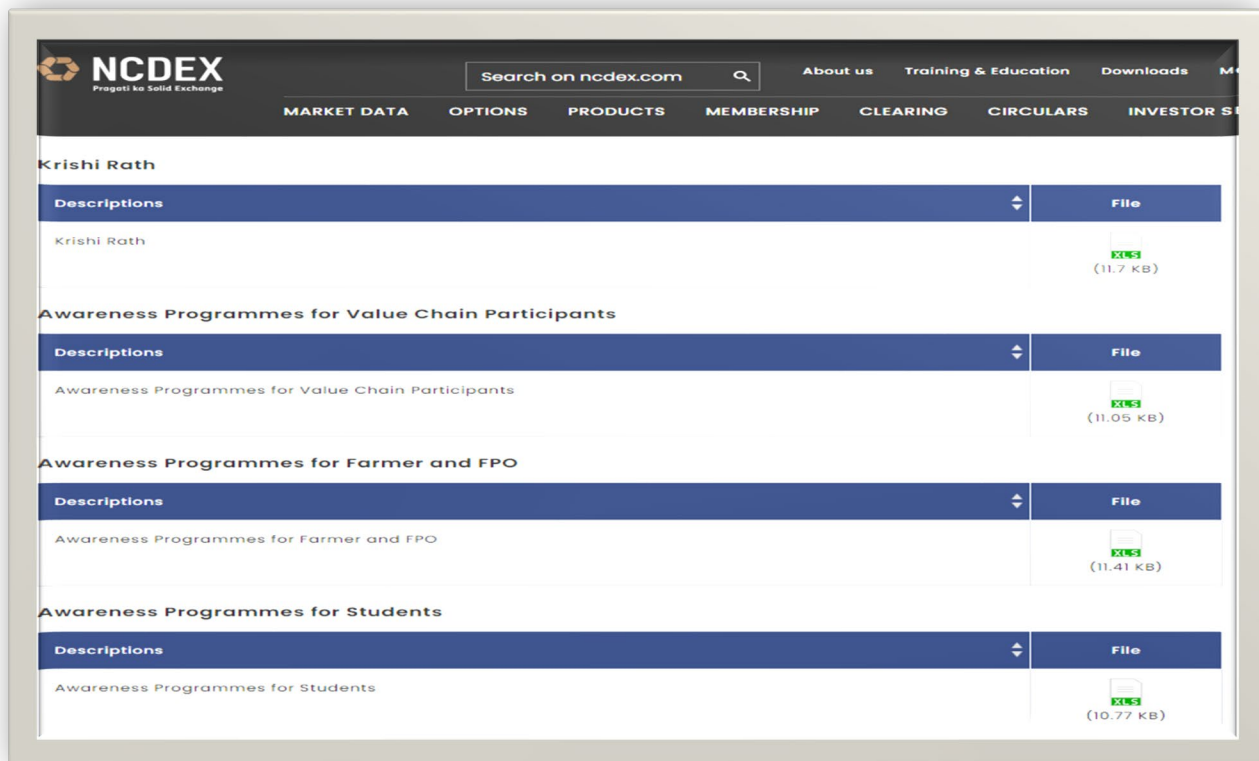 NCDEX
Pragati ka Solid Exchange
Search on ncdex.com
About us Training & Education Downloads
MARKET DATA OPTIONS PRODUCTS MEMBERSHIP CLEARING CIRCULARS INVESTOR
Krishi Rath
Descriptions File
Krishi Rath
XLS
(11.7 KB)
Awareness Programmes for Value Chain Participants
Descriptions File
Awareness Programmes for Value Chain Participants
XLS
(11.05 KB)
Awareness Programmes for Farmer and FPO
Descriptions File
Awareness Programmes for Farmer and FPO
XLS
(11.41 KB)
Awareness Programmes for Students
Descriptions File
Awareness Programmes for Students
XLS
(10.77 KB)